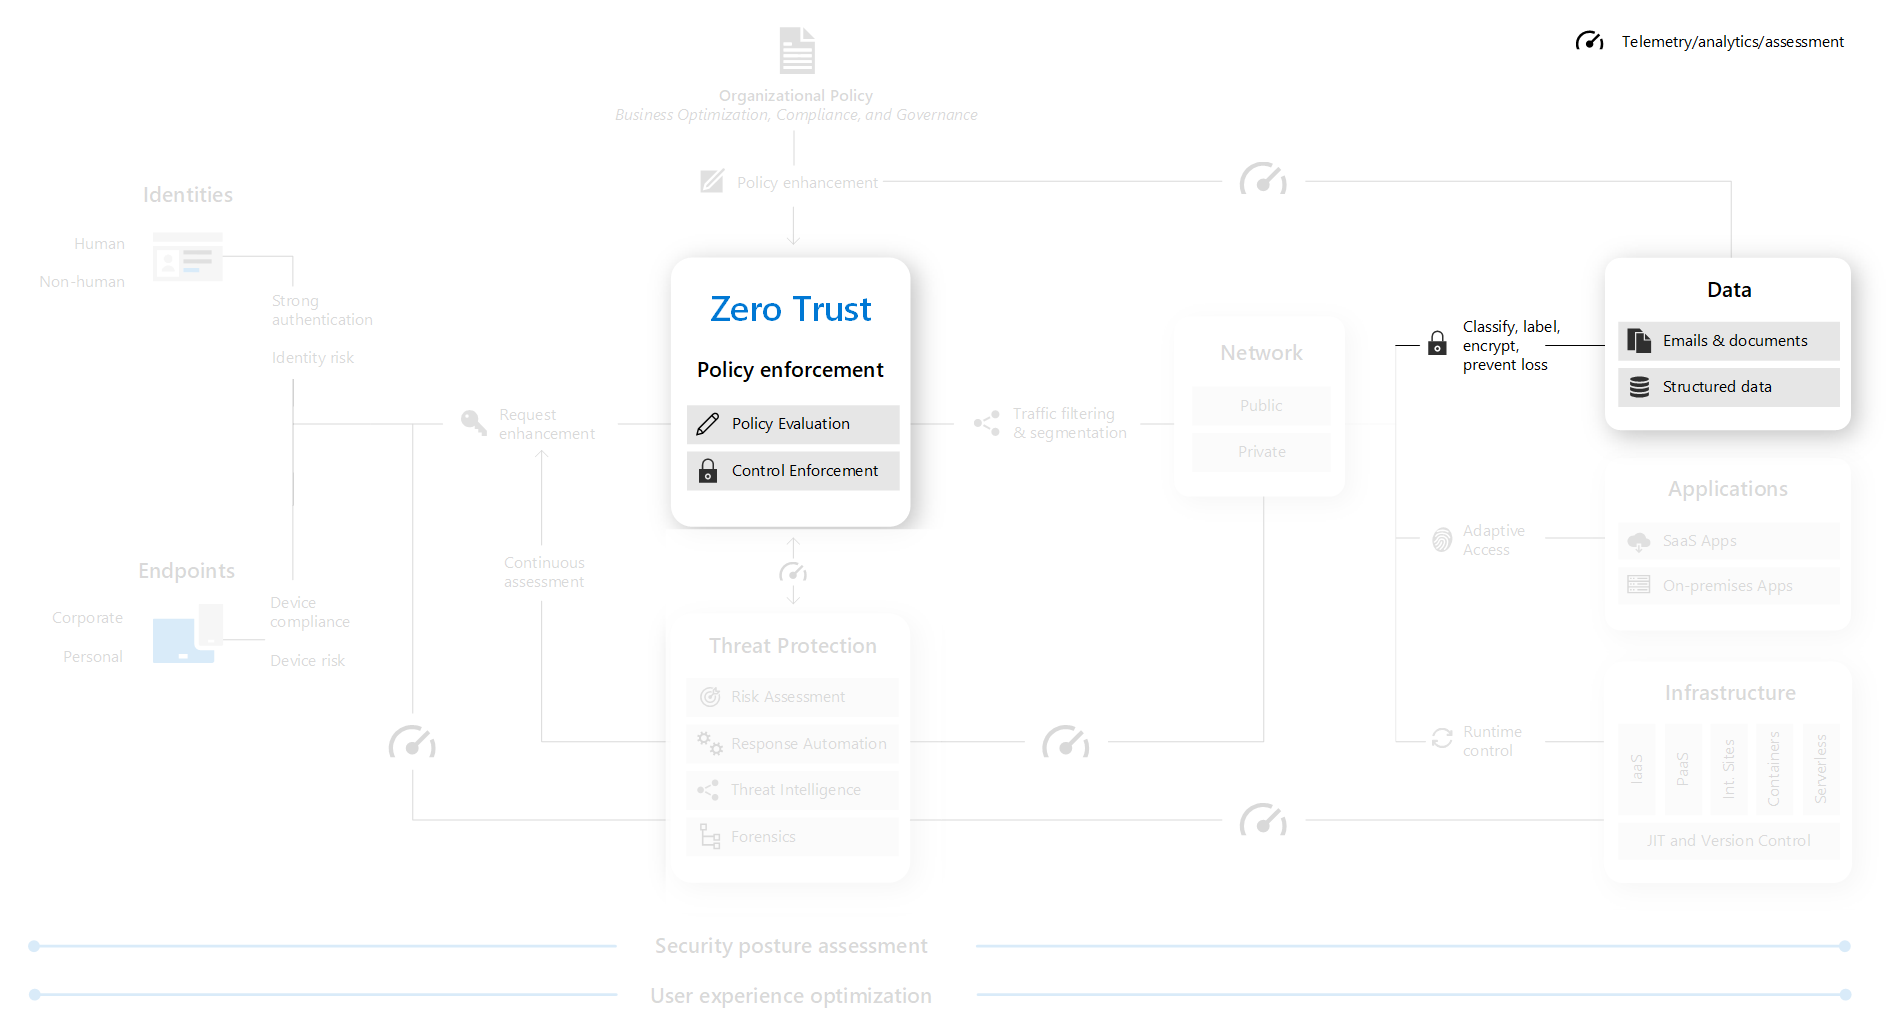 Telemetry/analytics/assessment
Organizational Policy
Business Optimization, Compliance, and Governance
Policy enhancement
Identities
Human
Non-human
Strong
authentication
Identity risk
Endpoints
Corporate
Personal
Device
compliance
Device risk
Request
enhancement
Continuous
assessment
Zero Trust
Policy enforcement
Policy Evaluation
Control Enforcement
Threat Protection
Risk Assessment
Response Automation
Threat Intelligence
Forensics
Traffic filtering
& segmentation
Network
Public
Private
Classify, label,
encrypt,
prevent loss
Data
Emails & documents
Structured data
Adaptive
Access
Applications
SaaS Apps
On-premises Apps
Runtime
control
Infrastructure
IaaS
PaaS
Int. Sites
Containers
Serverless
JIT and Version Control
Security posture assessment
User experience optimization